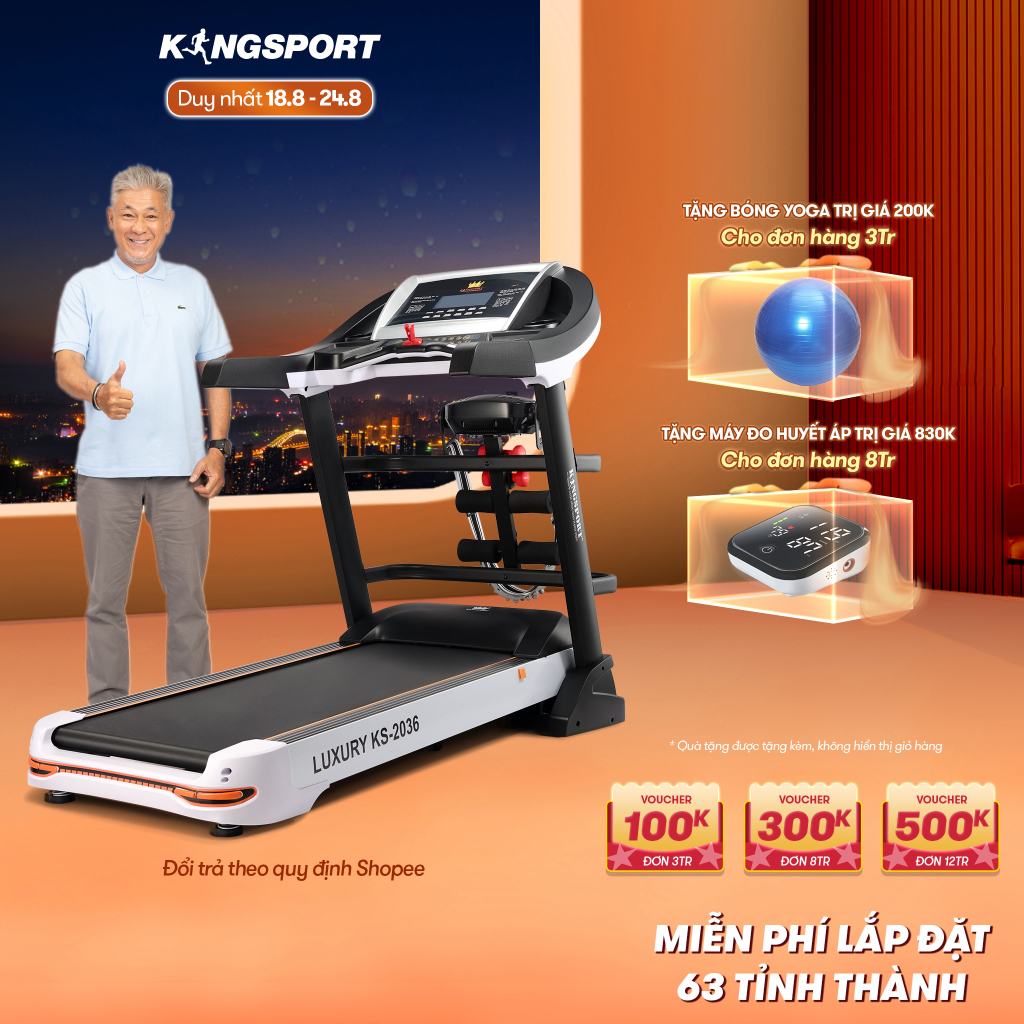 KINGSPORT
Duy nhất 18.8 - 24.8
TẶNG BÓNG YOGA TRỊ GIÁ 200K
Cho đơn hàng 3Tr
TẶNG MÁY ĐO HUYẾT ÁP TRỊ GIÁ 830K
Cho đơn hàng 8Tr
KINGSPORT
LUXURY KS-2036
* Quà tặng được tặng kèm, không hiển thị giỏ hàng
VOUCHER
100K
ĐƠN 3TR
VOUCHER
300K
ĐƠN 8TR
VOUCHER
500K
ĐƠN 12TR
Đổi trả theo quy định Shopee
MIỄN PHÍ LẮP ĐẶT
63 TỈNH THÀNH